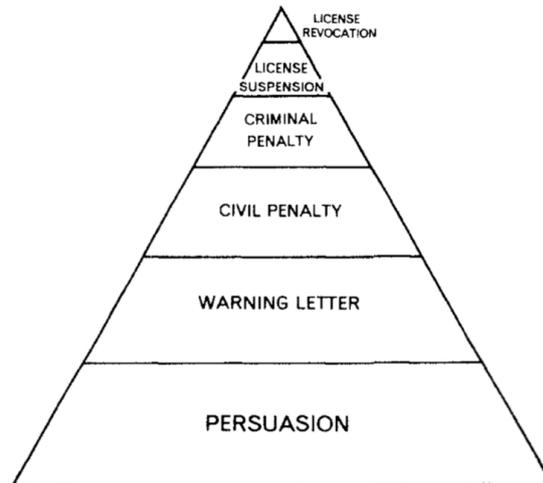 LICENSE
REVOCATION
LICENSE
SUSPENSION
CRIMINAL
PENALTY
CIVIL PENALTY
WARNING LETTER
PERSUASION